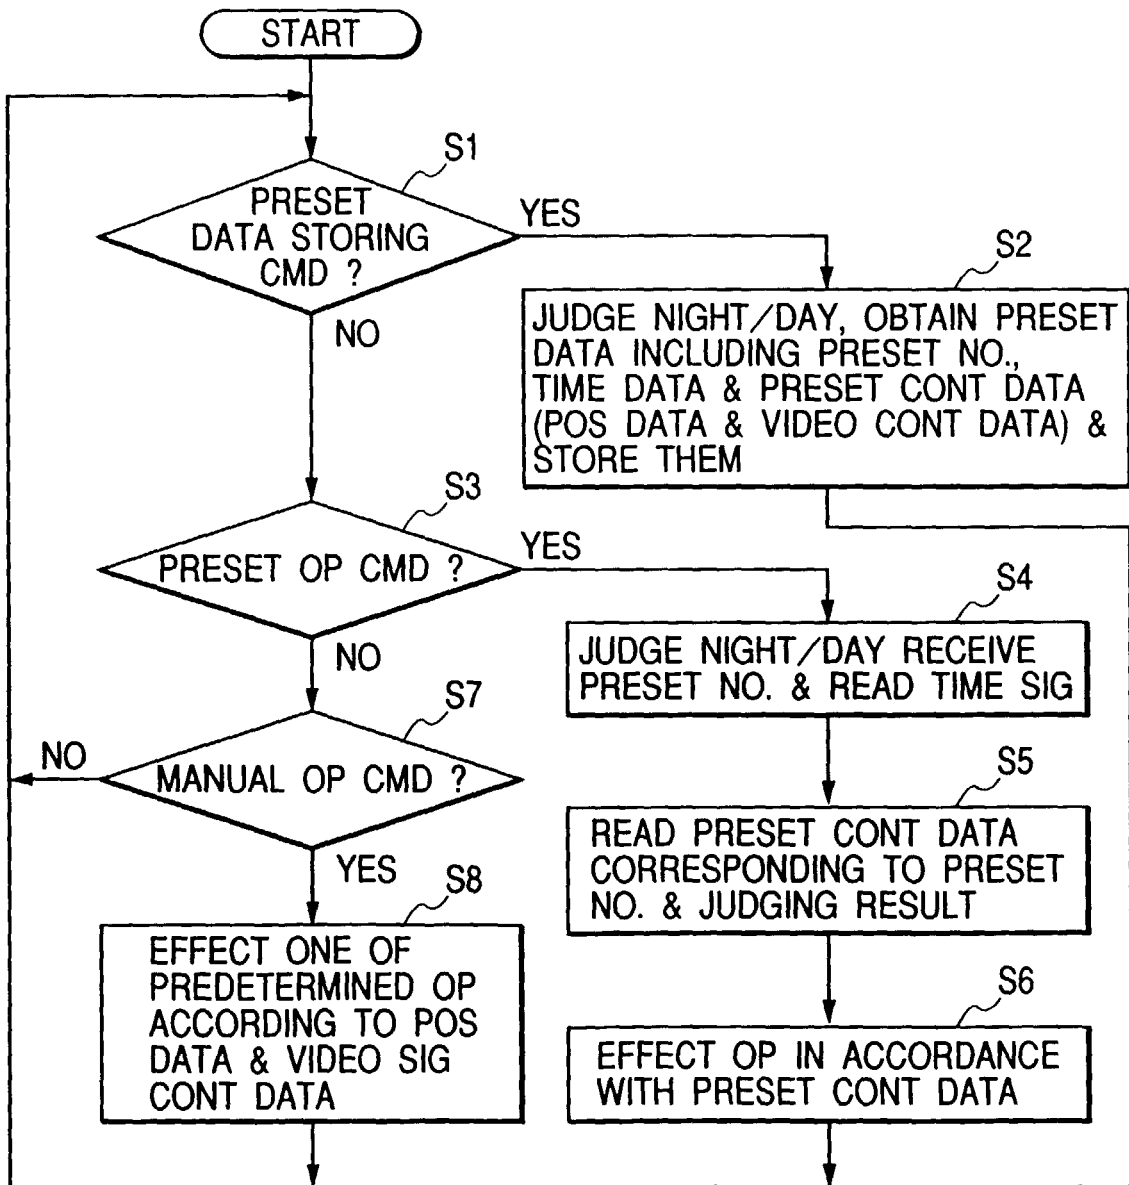 START
S1
PRESET
DATA STORING
CMD ?
YES
NO
S2
JUDGE NIGHT/DAY, OBTAIN PRESET
DATA INCLUDING PRESET NO.,
TIME DATA & PRESET CONT DATA
(POS DATA & VIDEO CONT DATA) &
STORE THEM
S3
PRESET OP CMD ?
YES
NO
S4
JUDGE NIGHT/DAY RECEIVE
PRESET NO. & READ TIME SIG
S7
MANUAL OP CMD ?
NO
YES
S5
READ PRESET CONT DATA
CORRESPONDING TO PRESET
NO. & JUDGING RESULT
S8
EFFECT ONE OF
PREDETERMINED OP
ACCORDING TO POS
DATA & VIDEO SIG
CONT DATA
S6
EFFECT OP IN ACCORDANCE
WITH PRESET CONT DATA